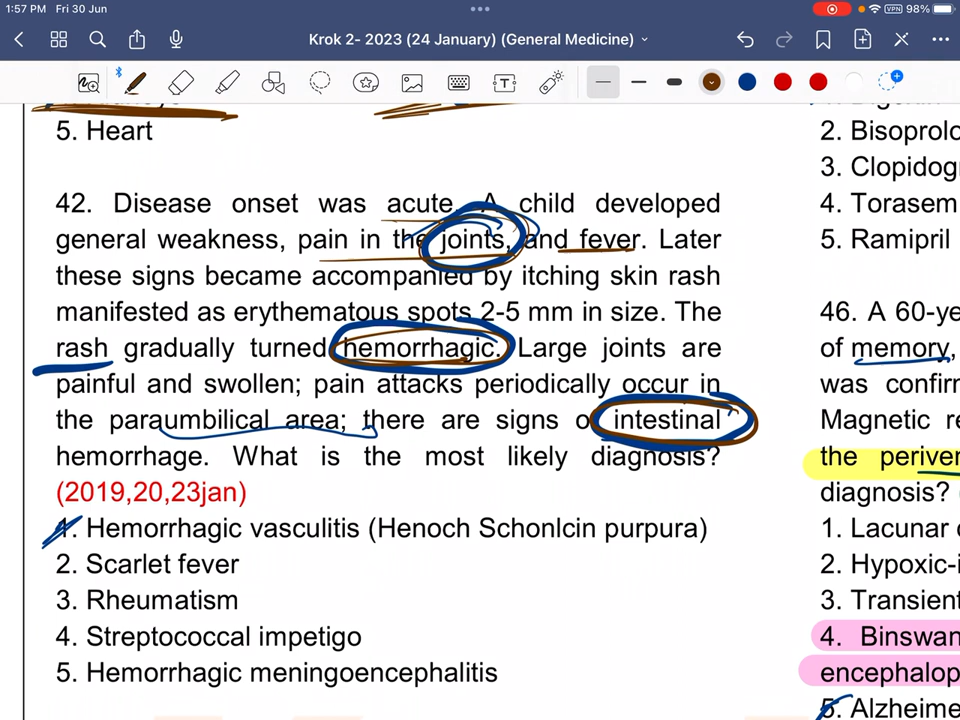 1:57 PM Fri 30 Jun
VPN 98%
Krok 2- 2023 (24 January) (General Medicine)
5. Heart
42. Disease onset was acute. A child developed
general weakness, pain in the joints, and fever. Later
these signs became accompanied by itching skin rash
manifested as erythematous spots 2-5 mm in size. The
rash gradually turned hemorrhagic. Large joints are
painful and swollen; pain attacks periodically occur in
the paraumbilical area; there are signs of intestinal
hemorrhage. What is the most likely diagnosis?
(2019,20,23jan)
1. Hemorrhagic vasculitis (Henoch Schonlcin purpura)
2. Scarlet fever
3. Rheumatism
4. Streptococcal impetigo
5. Hemorrhagic meningoencephalitis
2. Bisoprolo
3. Clopidog
4. Torasem
5. Ramipril
46. A 60-ye
of memory,
was confirm
Magnetic re
the periven
diagnosis?
1. Lacunar
2. Hypoxic-i
3. Transient
4. Binswan
encephalop
5. Alzheime